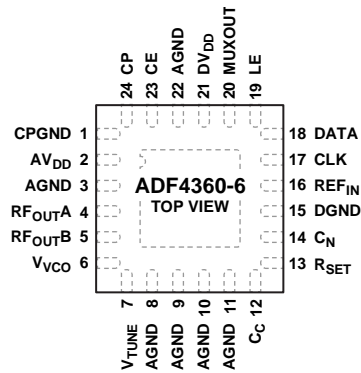 24 CP
23 CE
22 AGND
21 DVDD
20 MUXOUT
19 LE
CPGND 1
AVDD 2
AGND 3
RFOUTA 4
RFOUTB 5
VVCO 6
ADF4360-6
TOP VIEW
18 DATA
17 CLK
16 REFIN
15 DGND
14 CN
13 RSET
VTUNE 7
AGND 8
AGND 9
AGND 10
AGND 11
CC 12